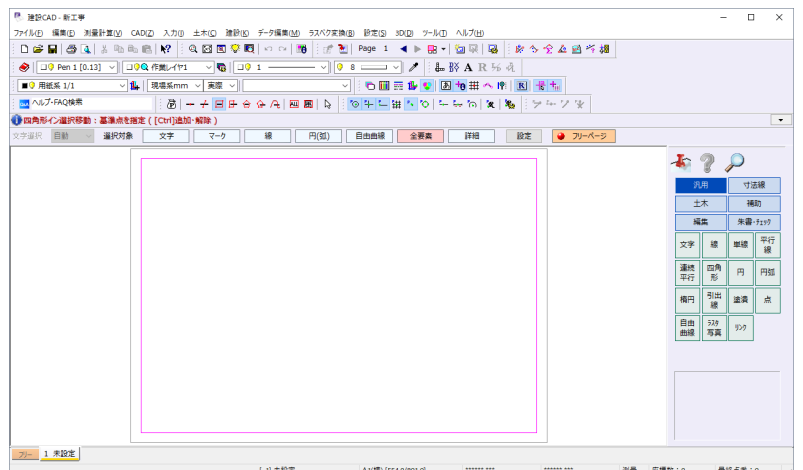 建設CAD - 新工事
ファイル(F) 編集(E) 測量計算(V) CAD(Z) 入力(I) 土木(C) 建設(K) データ編集(M) ラスベク変換(B) 設定(S) 3D(D) ツール(T) ヘルプ(H)
Page 1
Pen 1 [0.13] 作業レイヤ1 1 8 A R
用紙系 1/1 現場系mm 実際
ヘルプ・FAQ検索
四角形イン選択移動：基準点を指定 ( [Ctrl]追加・解除 )
文字選択 自動 選択対象 文字 マーク 線 円(弧) 自由曲線 全要素 詳細 設定 フリーページ
汎用 寸法線
土木 補助
編集 朱書・チェック
文字 線 単線 平行線
連続平行 四角形 円 円弧
楕円 引出線 塗潰 点
自由曲線 ラスタ写真 リンク
フリー 1 未設定